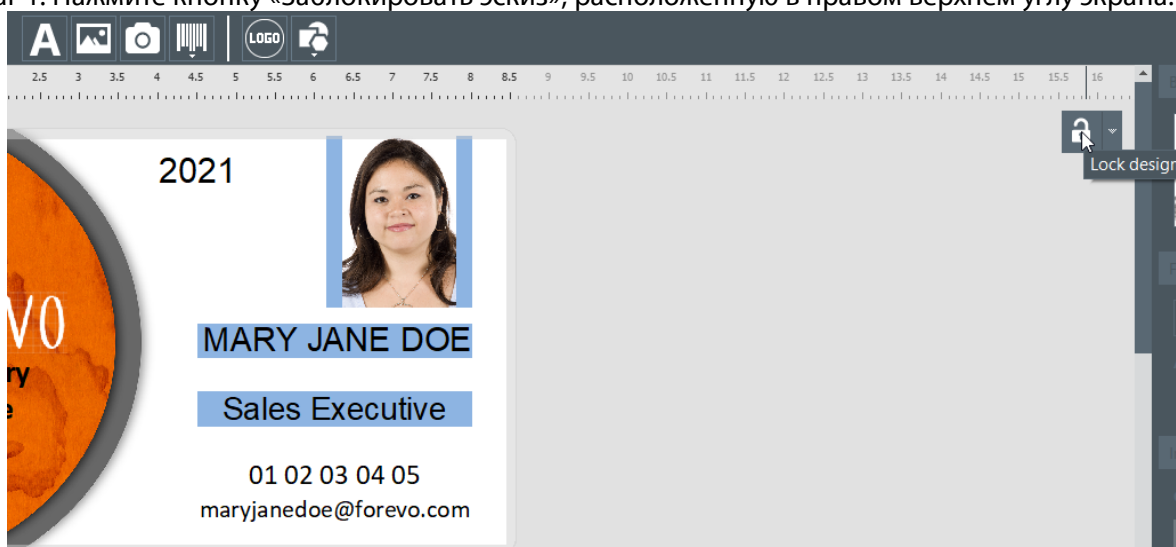 1. Нажмите кнопку «Заблокировать эскиз», расположенную в правом верхнем углу экрана.
A LOGO
2.5 3 3.5 4 4.5 5 5.5 6 6.5 7 7.5 8 8.5 9 9.5 10 10.5 11 11.5 12 12.5 13 13.5 14 14.5 15 15.5 16
Lock design
2021
VO
ry
e
MARY JANE DOE
Sales Executive
01 02 03 04 05
maryjanedoe@forevo.com